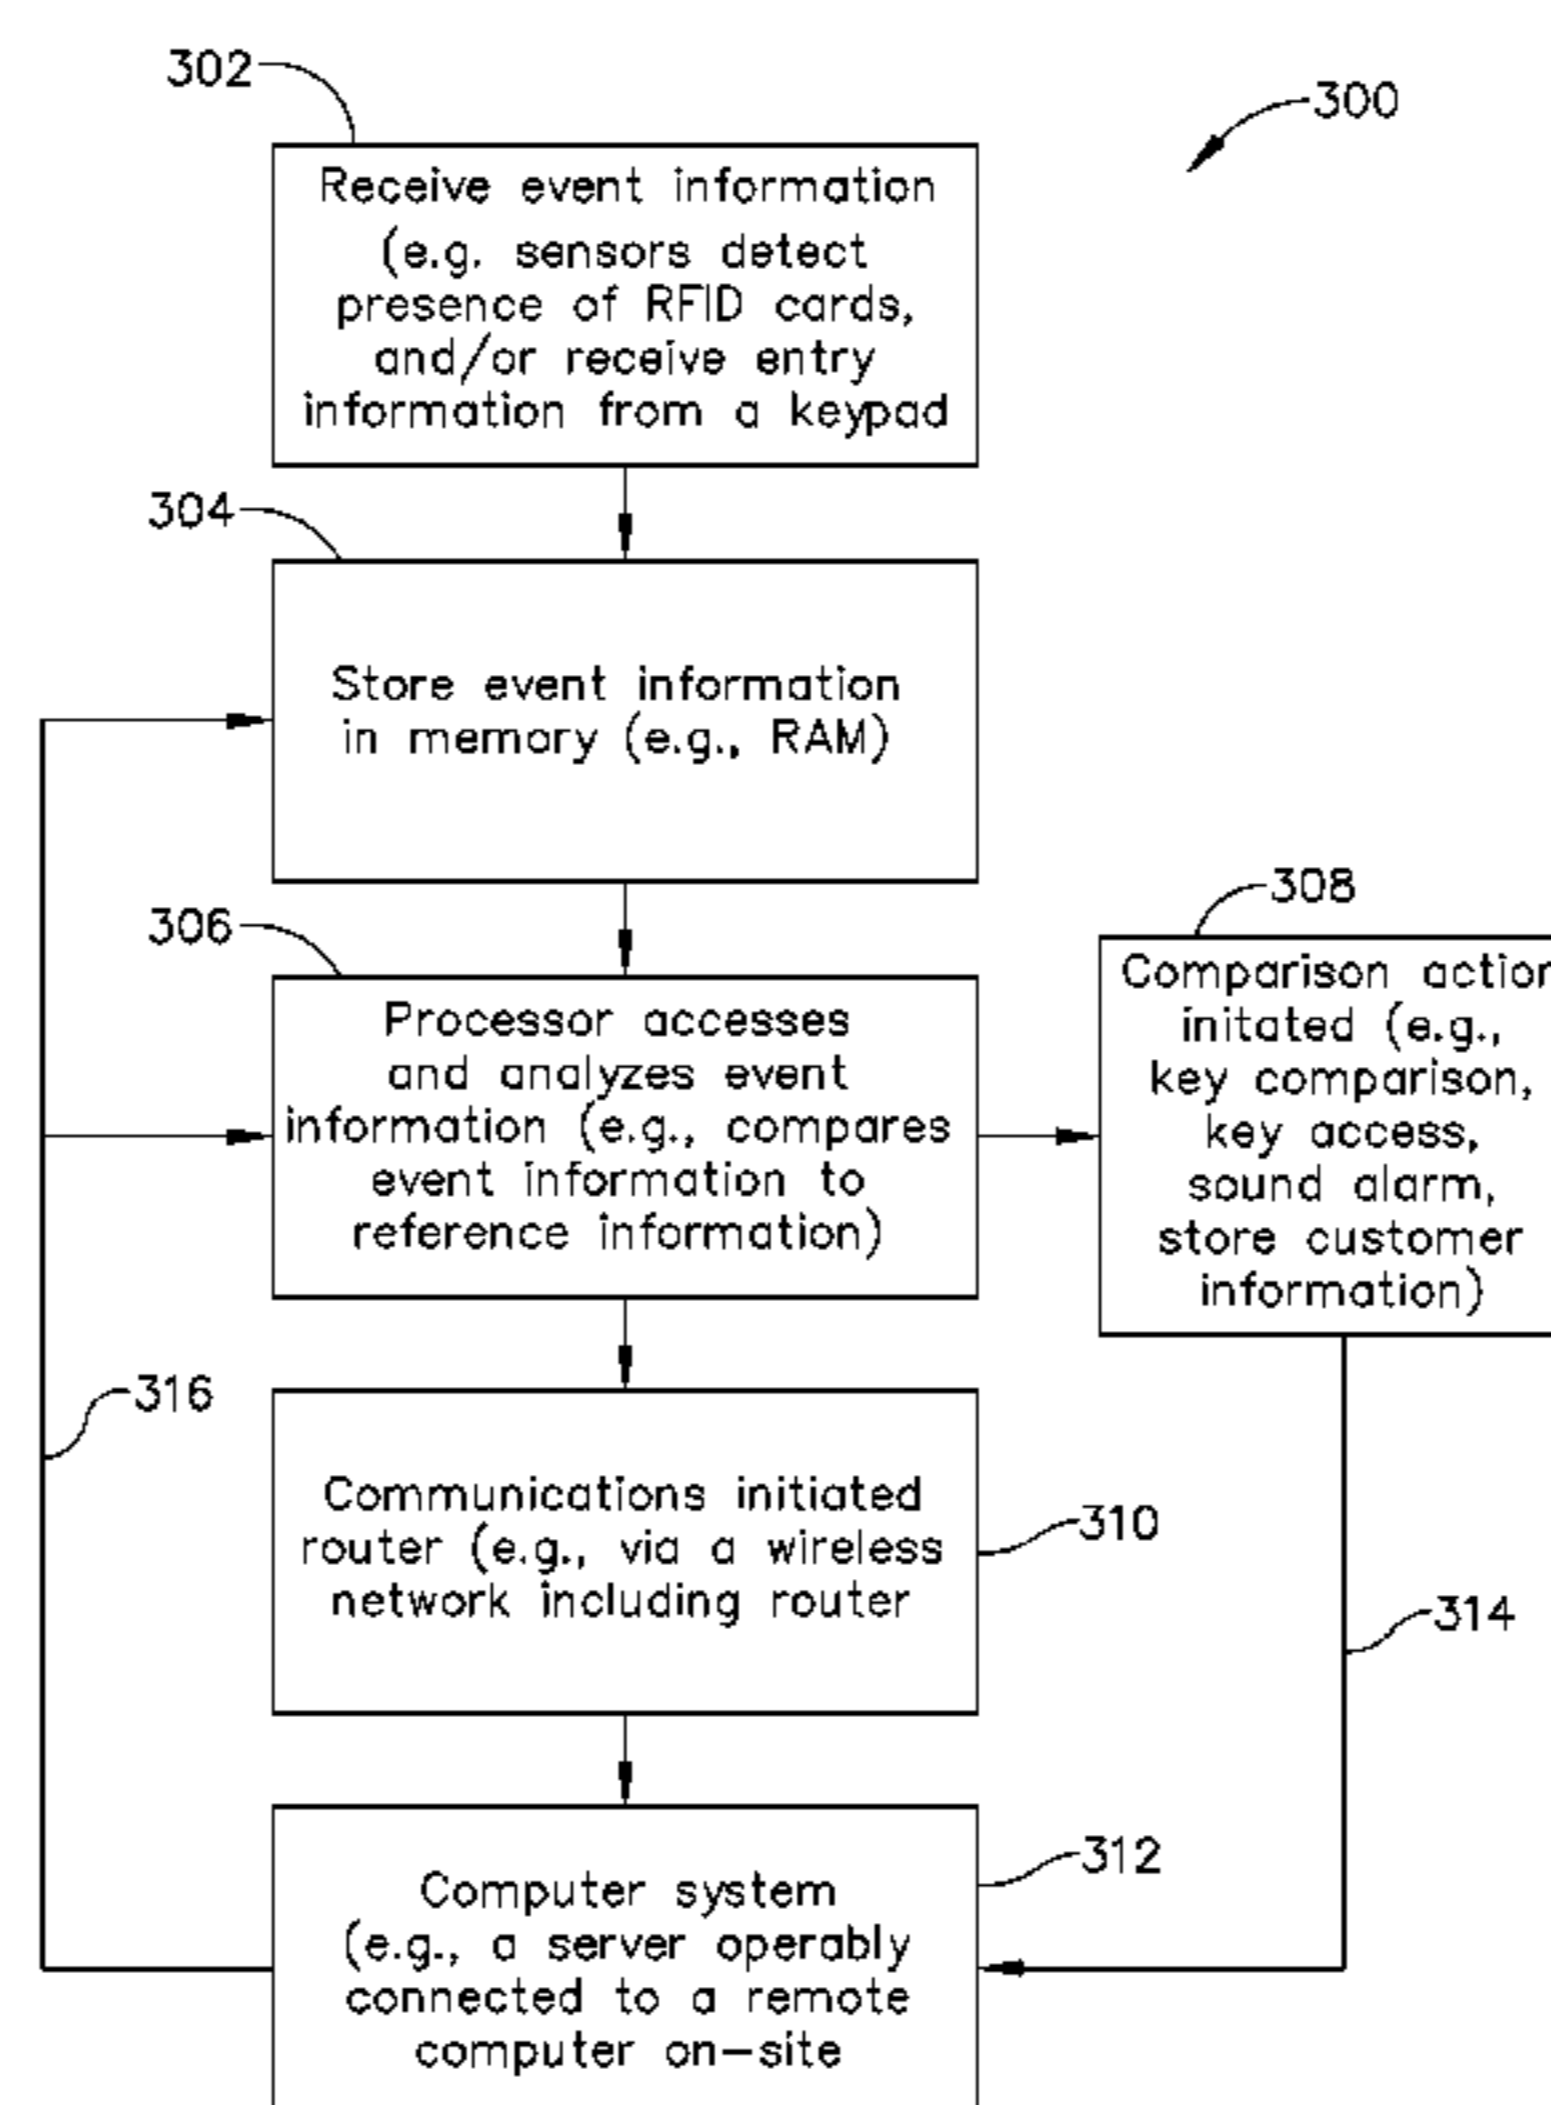 302
300
Receive event information
(e.g. sensors detect
presence of RFID cards,
and/or receive entry
information from a keypad
304
Store event information
in memory (e.g., RAM)
306
Processor accesses
and analyzes event
information (e.g., compares
event information to
reference information)
308
Comparison action
initated (e.g.,
key comparison,
key access,
sound alarm,
store customer
information)
316
Communications initiated
router (e.g., via a wireless
network including router
310
314
312
Computer system
(e.g., a server operably
connected to a remote
computer on-site